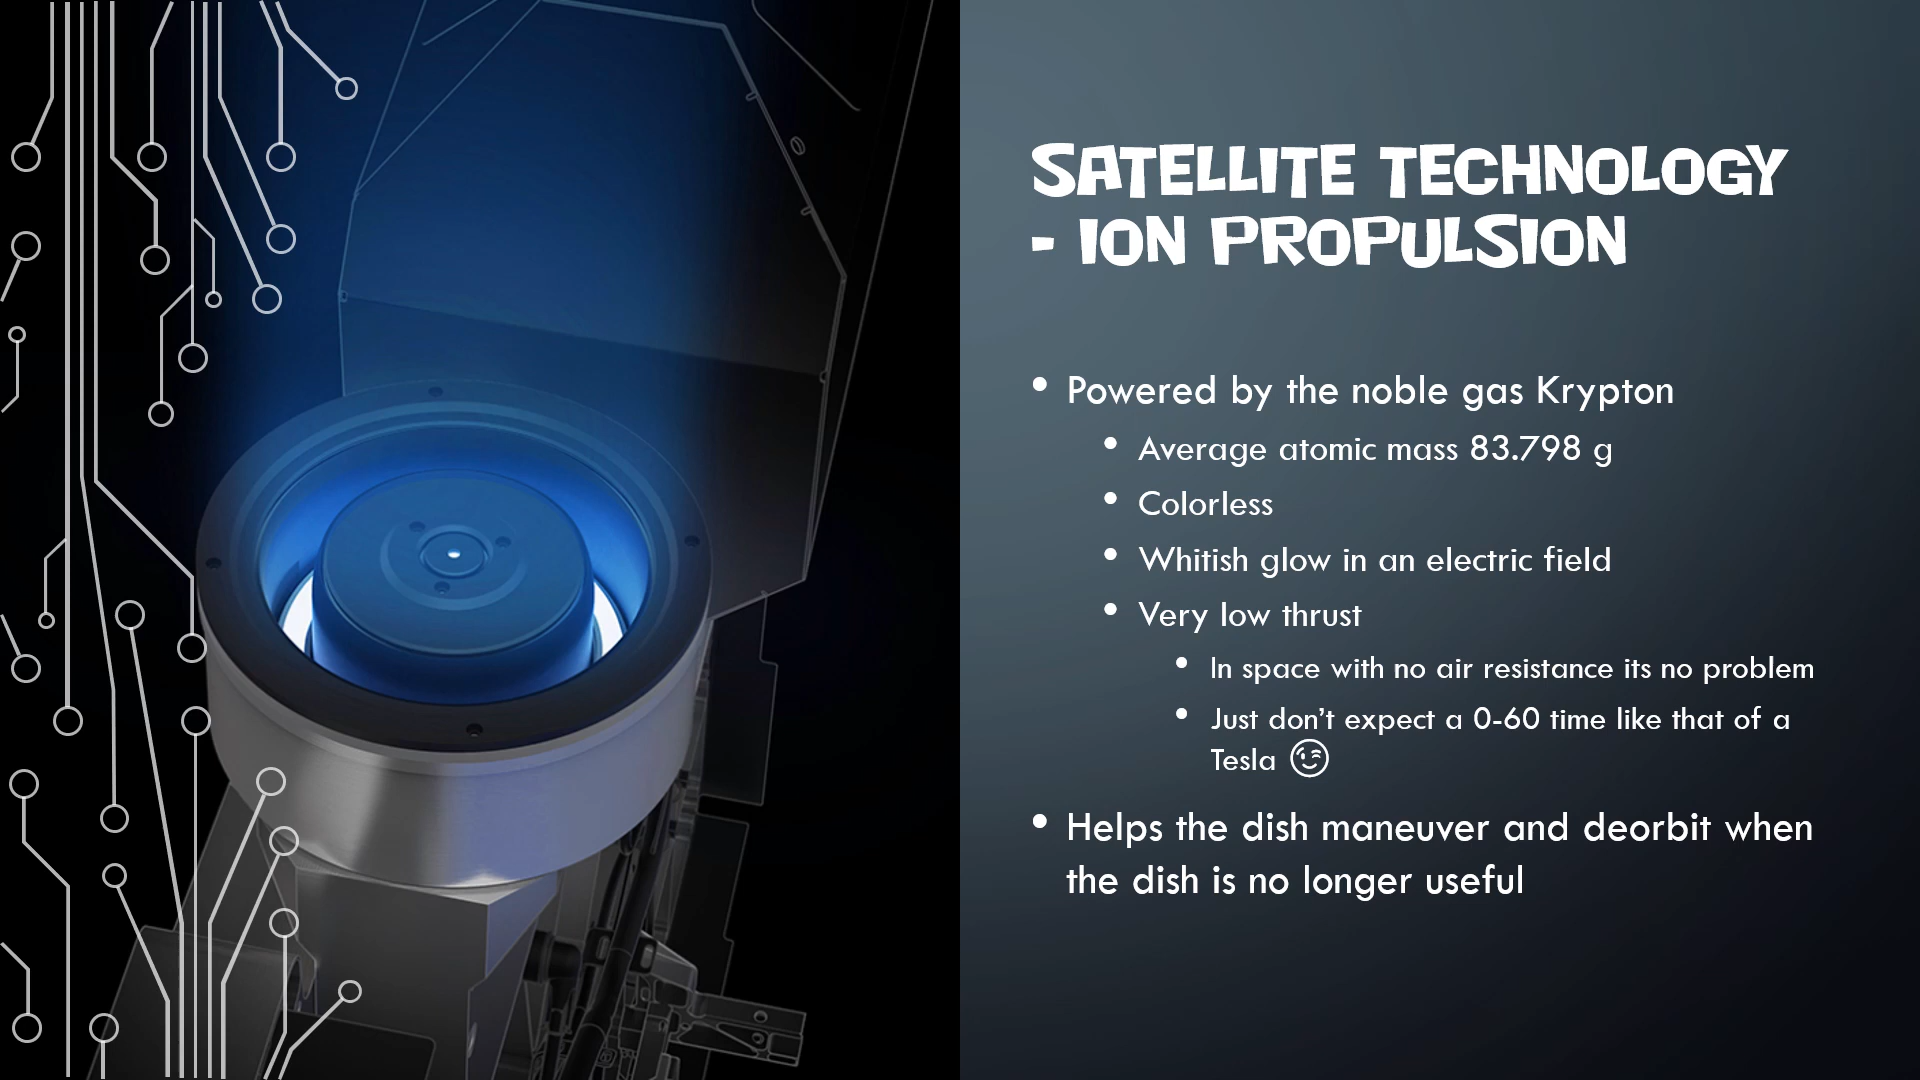 SATELLITE TECHNOLOGY
- ION PROPULSION
• Powered by the noble gas Krypton
• Average atomic mass 83.798 g
• Colorless
• Whitish glow in an electric field
• Very low thrust
• In space with no air resistance its no problem
• Just don’t expect a 0-60 time like that of a
Tesla 😉
• Helps the dish maneuver and deorbit when
the dish is no longer useful